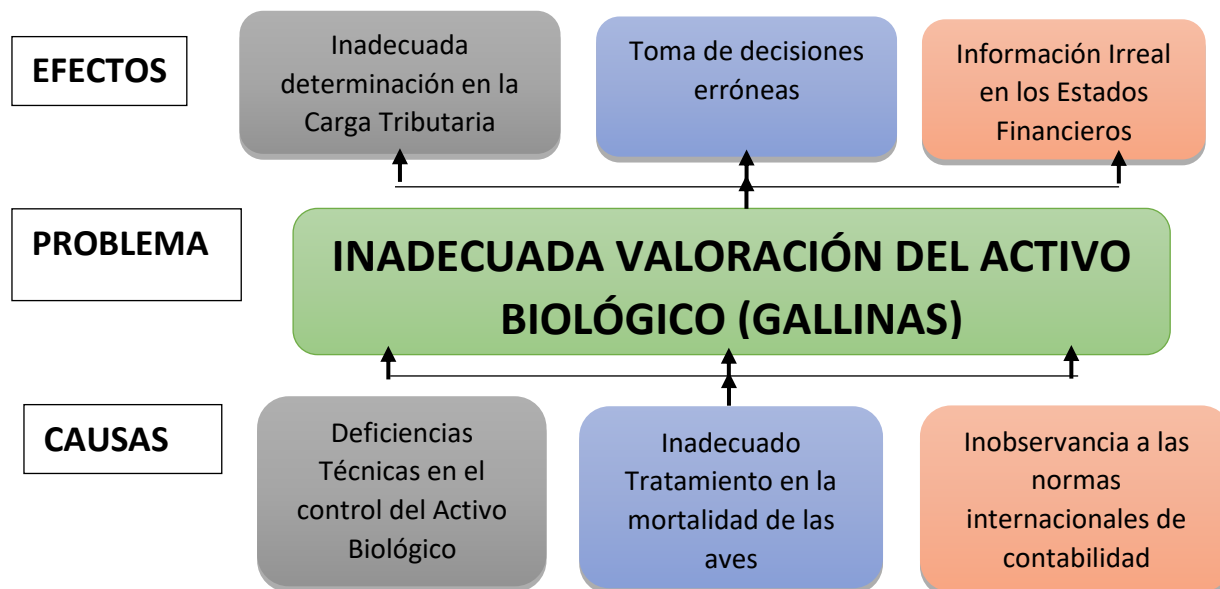 EFECTOS
Inadecuada
determinación en la
Carga Tributaria
Toma de decisiones
erróneas
Información Irreal
en los Estados
Financieros
PROBLEMA
INADECUADA VALORACIÓN DEL ACTIVO
BIOLÓGICO (GALLINAS)
CAUSAS
Deficiencias
Técnicas en el
control del Activo
Biológico
Inadecuado
Tratamiento en la
mortalidad de las
aves
Inobservancia a las
normas
internacionales de
contabilidad